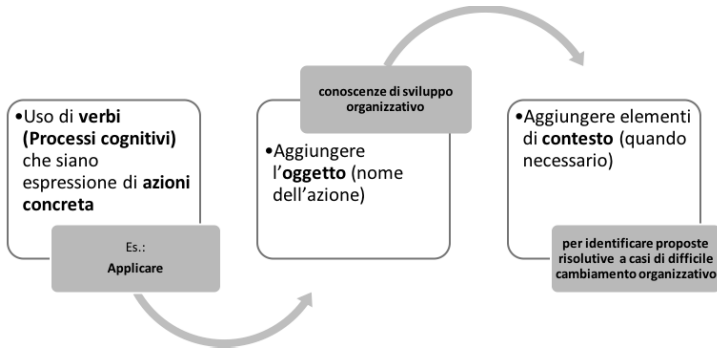 •Uso di verbi
(Processi cognitivi)
che siano
espressione di azioni
concreta
Es.:
Applicare
conoscenze di sviluppo
organizzativo
•Aggiungere
l'oggetto (nome
dell'azione)
•Aggiungere elementi
di contesto (quando
necessario)
per identificare proposte
risolutive a casi di difficile
cambiamento organizzativo